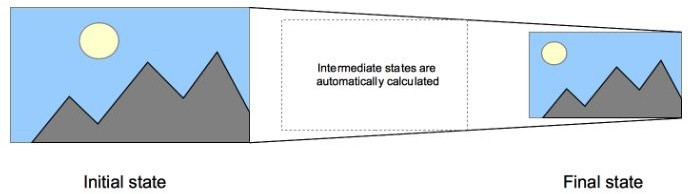 Intermediate states are
automatically calculated
Initial state
Final state